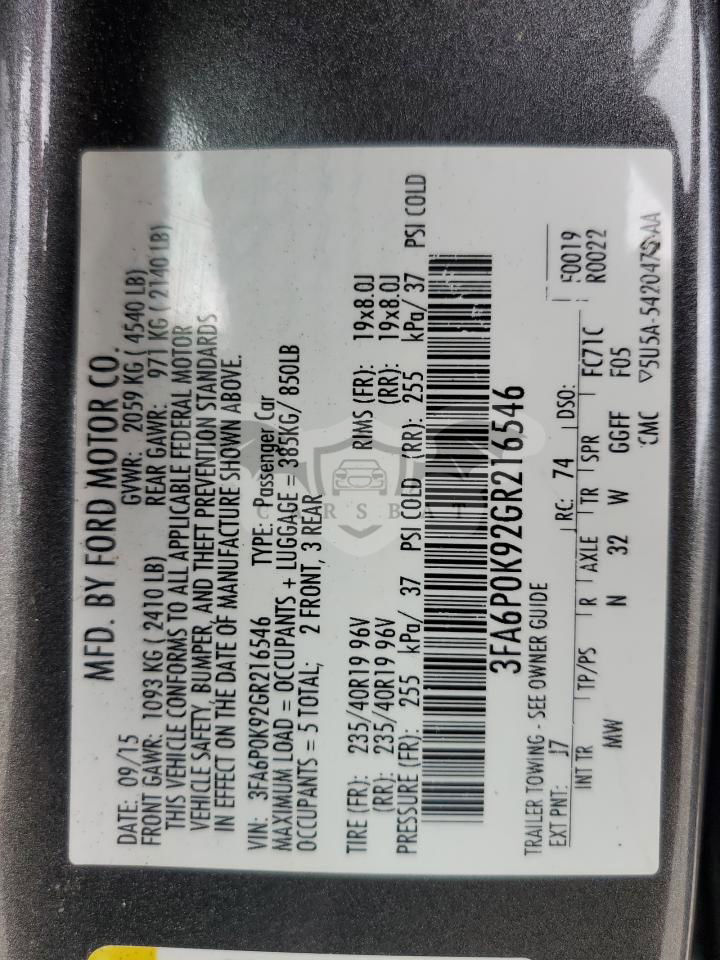 MFD. BY FORD MOTOR CO.
DATE: 09/15 GVWR: 2059 KG ( 4540 LB)
FRONT GAWR: 1093 KG ( 2410 LB) REAR GAWR: 971 KG ( 2140 LB)
THIS VEHICLE CONFORMS TO ALL APPLICABLE FEDERAL MOTOR
VEHICLE SAFETY, BUMPER, AND THEFT PREVENTION STANDARDS
IN EFFECT ON THE DATE OF MANUFACTURE SHOWN ABOVE.
VIN: 3FA6P0K92GR216546 TYPE: Passenger Car
MAXIMUM LOAD = OCCUPANTS + LUGGAGE = 385KG/ 850LB
OCCUPANTS = 5 TOTAL; 2 FRONT, 3 REAR
TIRE (FR): 235/40R19 96V RIMS (FR): 19x8.0J
(RR): 235/40R19 96V (RR): 19x8.0J
PRESSURE (FR): 255 kPa/ 37 PSI COLD (RR): 255 kPa/ 37 PSI COLD
3FA6P0K92GR216546
TRAILER TOWING - SEE OWNER GUIDE
EXT PNT: J7 RC: 74 DSO: F0019
R0022
INT TR TP/PS R AXLE TR SPR FC71C
MW N 32 W GGFF F05
CMC 5U5A-5420472-AA
CARSBAT